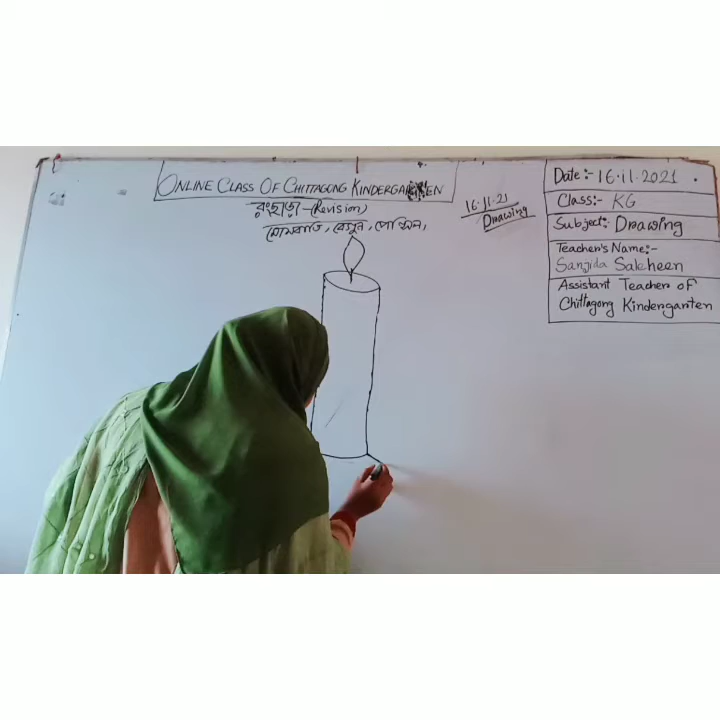 ONLINE CLASS OF CHITTAGONG KINDERGARTEN
রংছাড়া -(Revision)
মোমবাতি, বেলুন, পেন্সিল,
16.11.21
Drawing
Date:- 16.11.2021
Class:- KG
Subject:- Drawing
Teacher's Name:-
Sanjida Sakheen
Assistant Teacher of
Chittagong Kindergarten